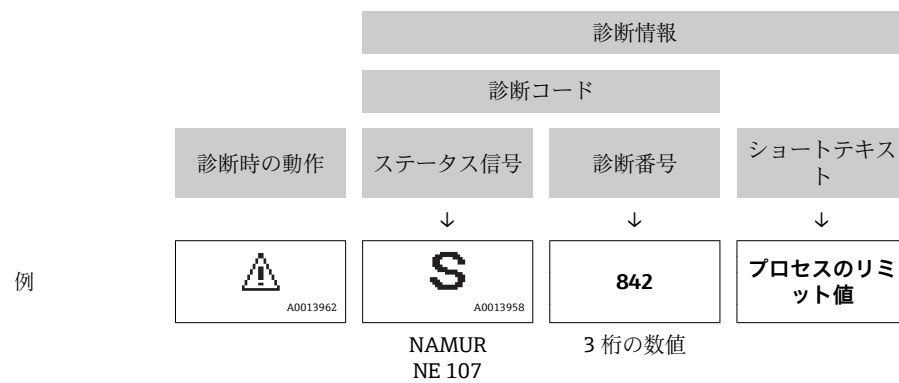 診断情報
診断コード
診断時の動作 ステータス信号 診断番号 ショートテキス
ト
↓ ↓ ↓
例 ⚠ S 842 プロセスのリミ
ット値
A0013962 A0013958
NAMUR 3 桁の数値
NE 107